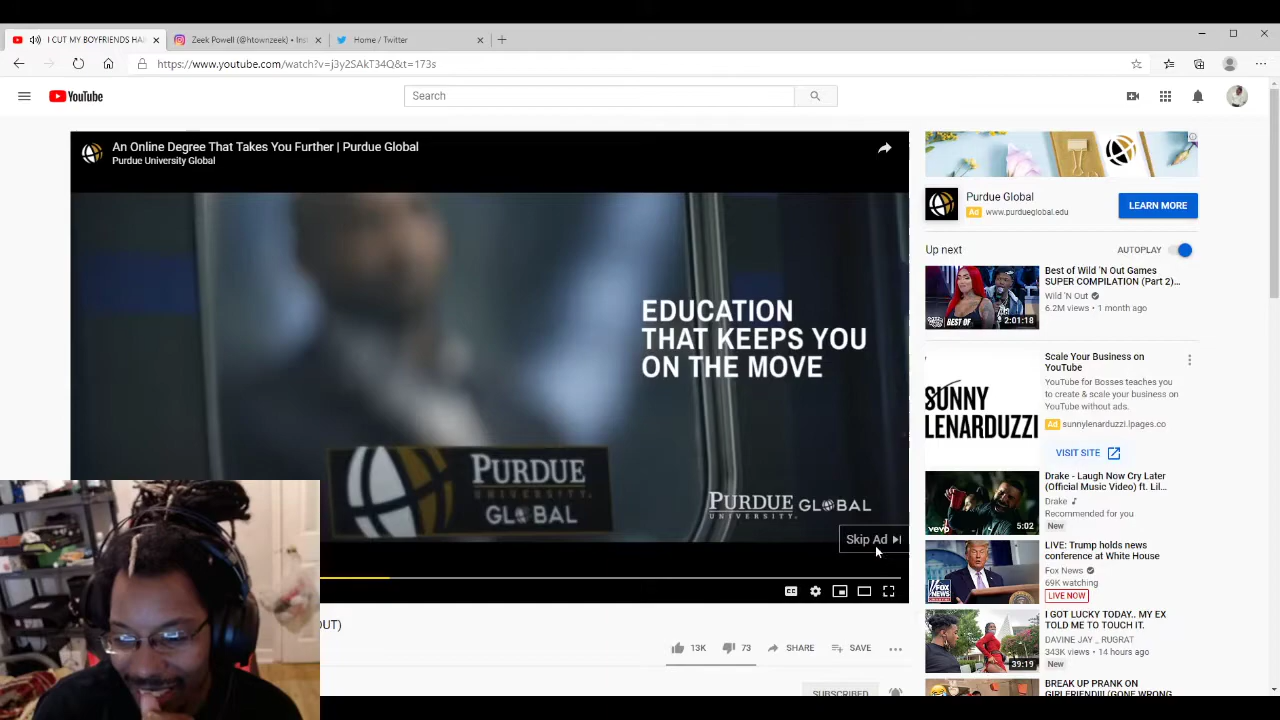 I CUT MY BOYFRIENDS HAI
Zeek Powell (@htownzeek) • Inst
Home / Twitter
https://www.youtube.com/watch?v=j3y2SAkT34Q&t=173s
YouTube
Search
An Online Degree That Takes You Further | Purdue Global
Purdue University Global
EDUCATION
THAT KEEPS YOU
ON THE MOVE
PURDUE
UNIVERSITY.
GLOBAL
PURDUE GLOBAL
UNIVERSITY.
Skip Ad
CC
OUT)
13K
73
SHARE
SAVE
SUBSCRIBED
Purdue Global
Ad www.purdueglobal.edu
LEARN MORE
Up next
AUTOPLAY
BEST OF
2:01:18
Best of Wild 'N Out Games
SUPER COMPILATION (Part 2)...
Wild 'N Out
6.2M views • 1 month ago
SUNNY
LENARDUZZI
Scale Your Business on
YouTube
YouTube for Bosses teaches you
to create & scale your business on
YouTube without ads.
Ad sunnylenarduzzi.lpages.co
VISIT SITE
vevo
5:02
Drake - Laugh Now Cry Later
(Official Music Video) ft. Lil...
Drake
Recommended for you
New
FOX
NEWS
LIVE: Trump holds news
conference at White House
Fox News
69K watching
LIVE NOW
39:19
I GOT LUCKY TODAY.. MY EX
TOLD ME TO TOUCH IT.
DAVINE JAY _ RUGRAT
343K views • 14 hours ago
New
BREAK UP PRANK ON
GIRLFRIEND!!! (GONE WRONG